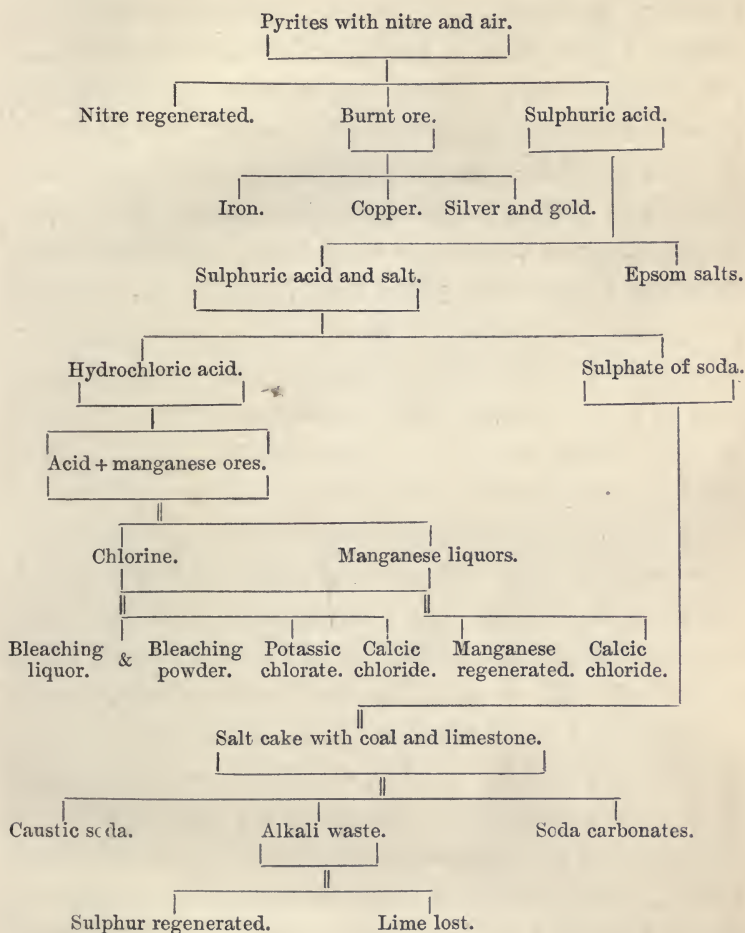 Pyrites with nitre and air.
Nitre regenerated. Burnt ore. Sulphuric acid.
Iron. Copper. Silver and gold.
Sulphuric acid and salt. Epsom salts.
Hydrochloric acid. Sulphate of soda.
Acid + manganese ores.
Chlorine. Manganese liquors.
Bleaching liquor. & Bleaching powder. Potassic chlorate. Calcic chloride. Manganese regenerated. Calcic chloride.
Salt cake with coal and limestone.
Caustic soda. Alkali waste. Soda carbonates.
Sulphur regenerated. Lime lost.